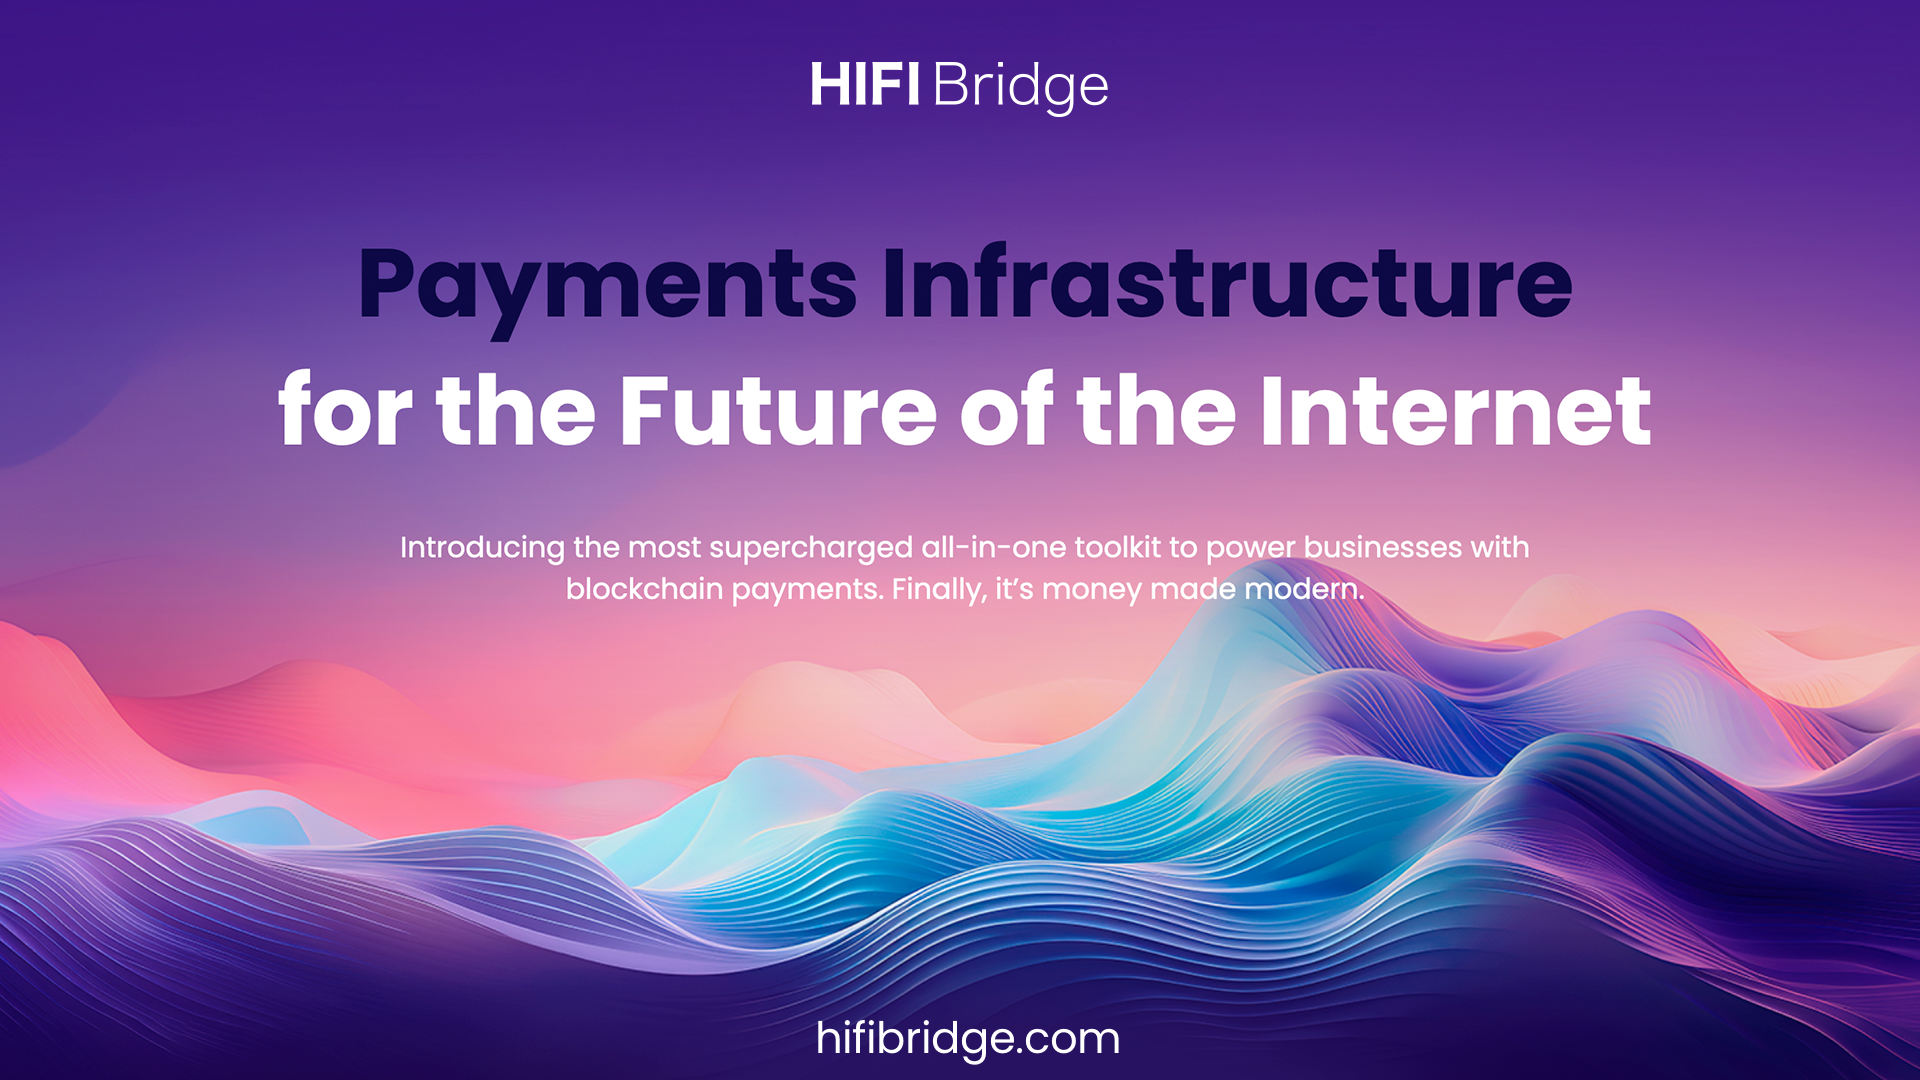 HIFI Bridge
Payments Infrastructure
for the Future of the Internet
Introducing the most supercharged all-in-one toolkit to power businesses with
blockchain payments. Finally, it’s money made modern.
hifibridge.com